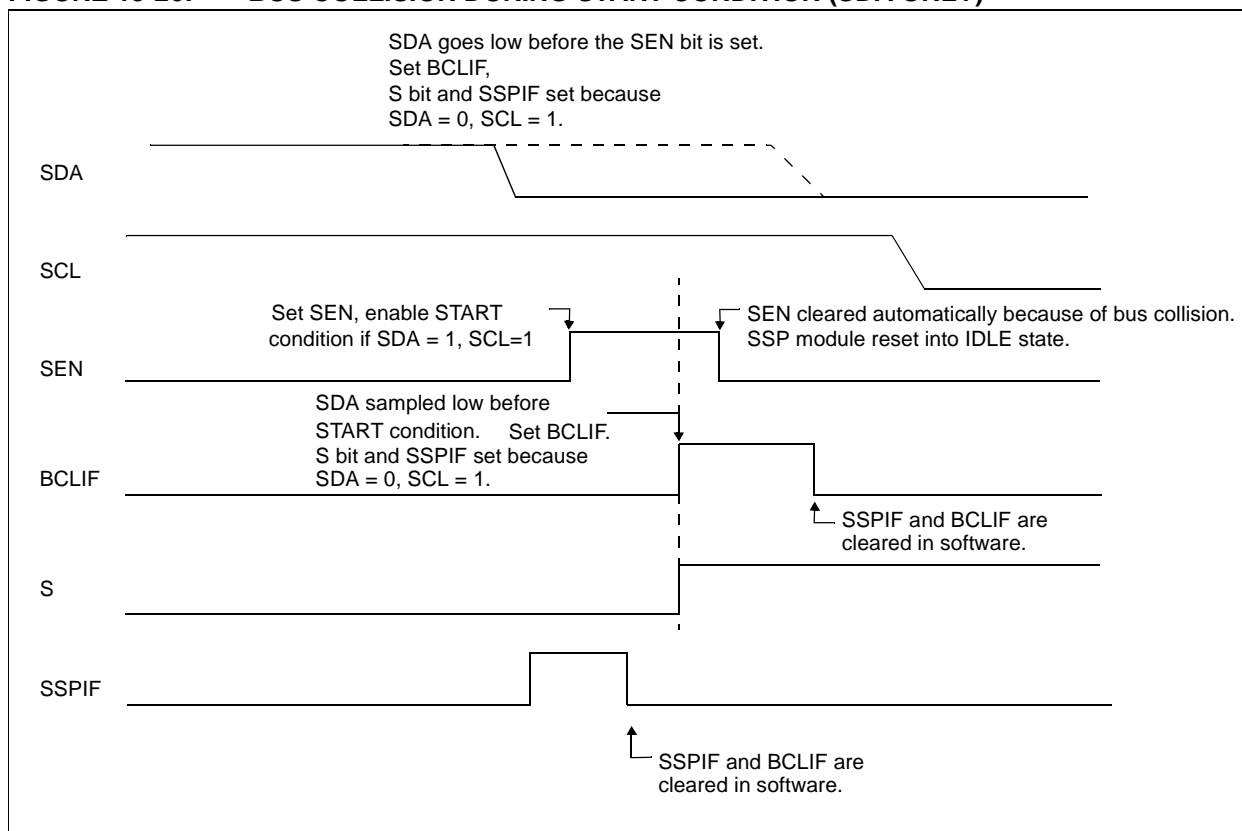 SDA goes low before the SEN bit is set.
Set BCLIF,
S bit and SSPIF set because
SDA = 0, SCL = 1.
SDA
SCL
Set SEN, enable START
condition if SDA = 1, SCL=1
SEN cleared automatically because of bus collision.
SSP module reset into IDLE state.
SEN
SDA sampled low before
START condition. Set BCLIF.
S bit and SSPIF set because
SDA = 0, SCL = 1.
BCLIF
SSPIF and BCLIF are
cleared in software.
S
SSPIF
SSPIF and BCLIF are
cleared in software.